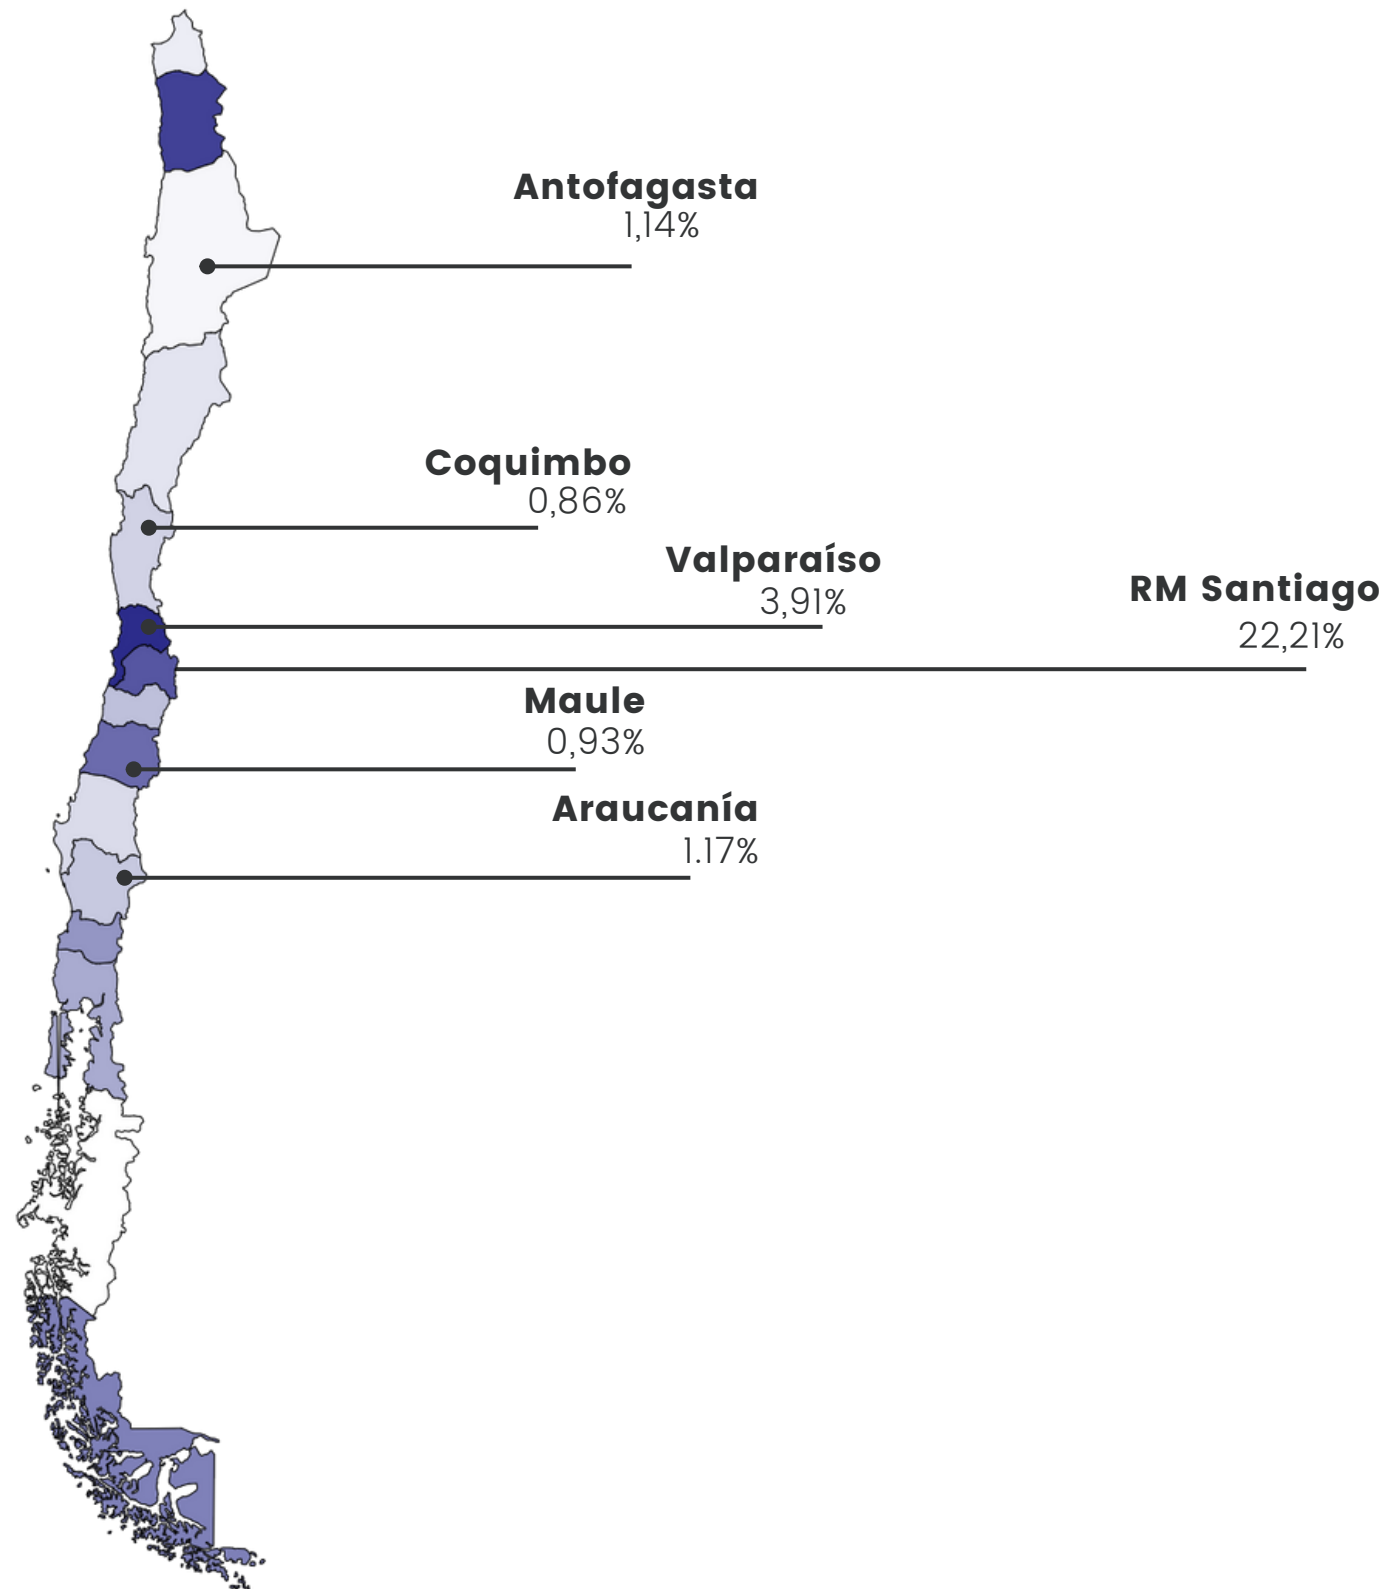 Antofagasta
1,14%
Coquimbo
0,86%
Valparaíso
3,91%
RM Santiago
22,21%
Maule
0,93%
Araucanía
1.17%